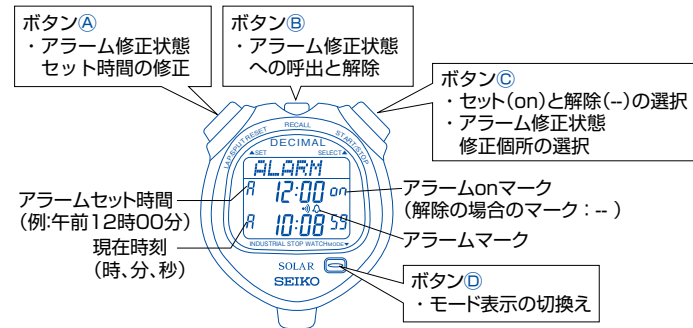 ボタンⒶ
・アラーム修正状態
セット時間の修正
ボタンⒷ
・アラーム修正状態
への呼出と解除
ボタンⒸ
・セット(on)と解除(--)の選択
・アラーム修正状態
修正個所の選択
LAP/SPLIT・RESET
RECALL
START/STOP
DECIMAL
▲SET
SELECT▲
ALARM
A 12:00 on
A 10:08 59
INDUSTRIAL STOP WATCH
MODE▼
SOLAR
SEIKO
アラームセット時間
(例:午前12時00分)
現在時刻
(時、分、秒)
アラームonマーク
(解除の場合のマーク:-- )
アラームマーク
ボタンⒹ
・モード表示の切換え